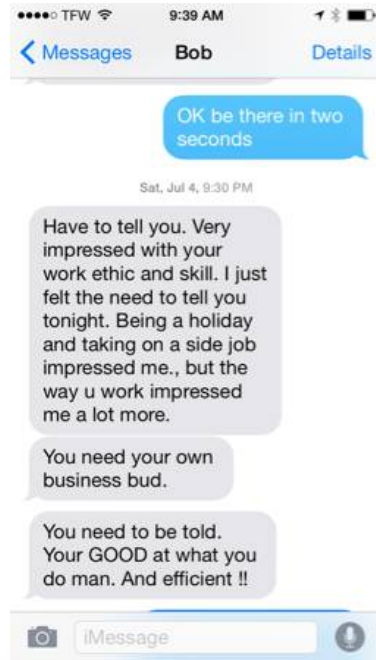 TFW 9:39 AM
Messages Bob Details
OK be there in two
seconds
Sat, Jul 4, 9:30 PM
Have to tell you. Very
impressed with your
work ethic and skill. I just
felt the need to tell you
tonight. Being a holiday
and taking on a side job
impressed me., but the
way u work impressed
me a lot more.
You need your own
business bud.
You need to be told.
Your GOOD at what you
do man. And efficient !!
iMessage